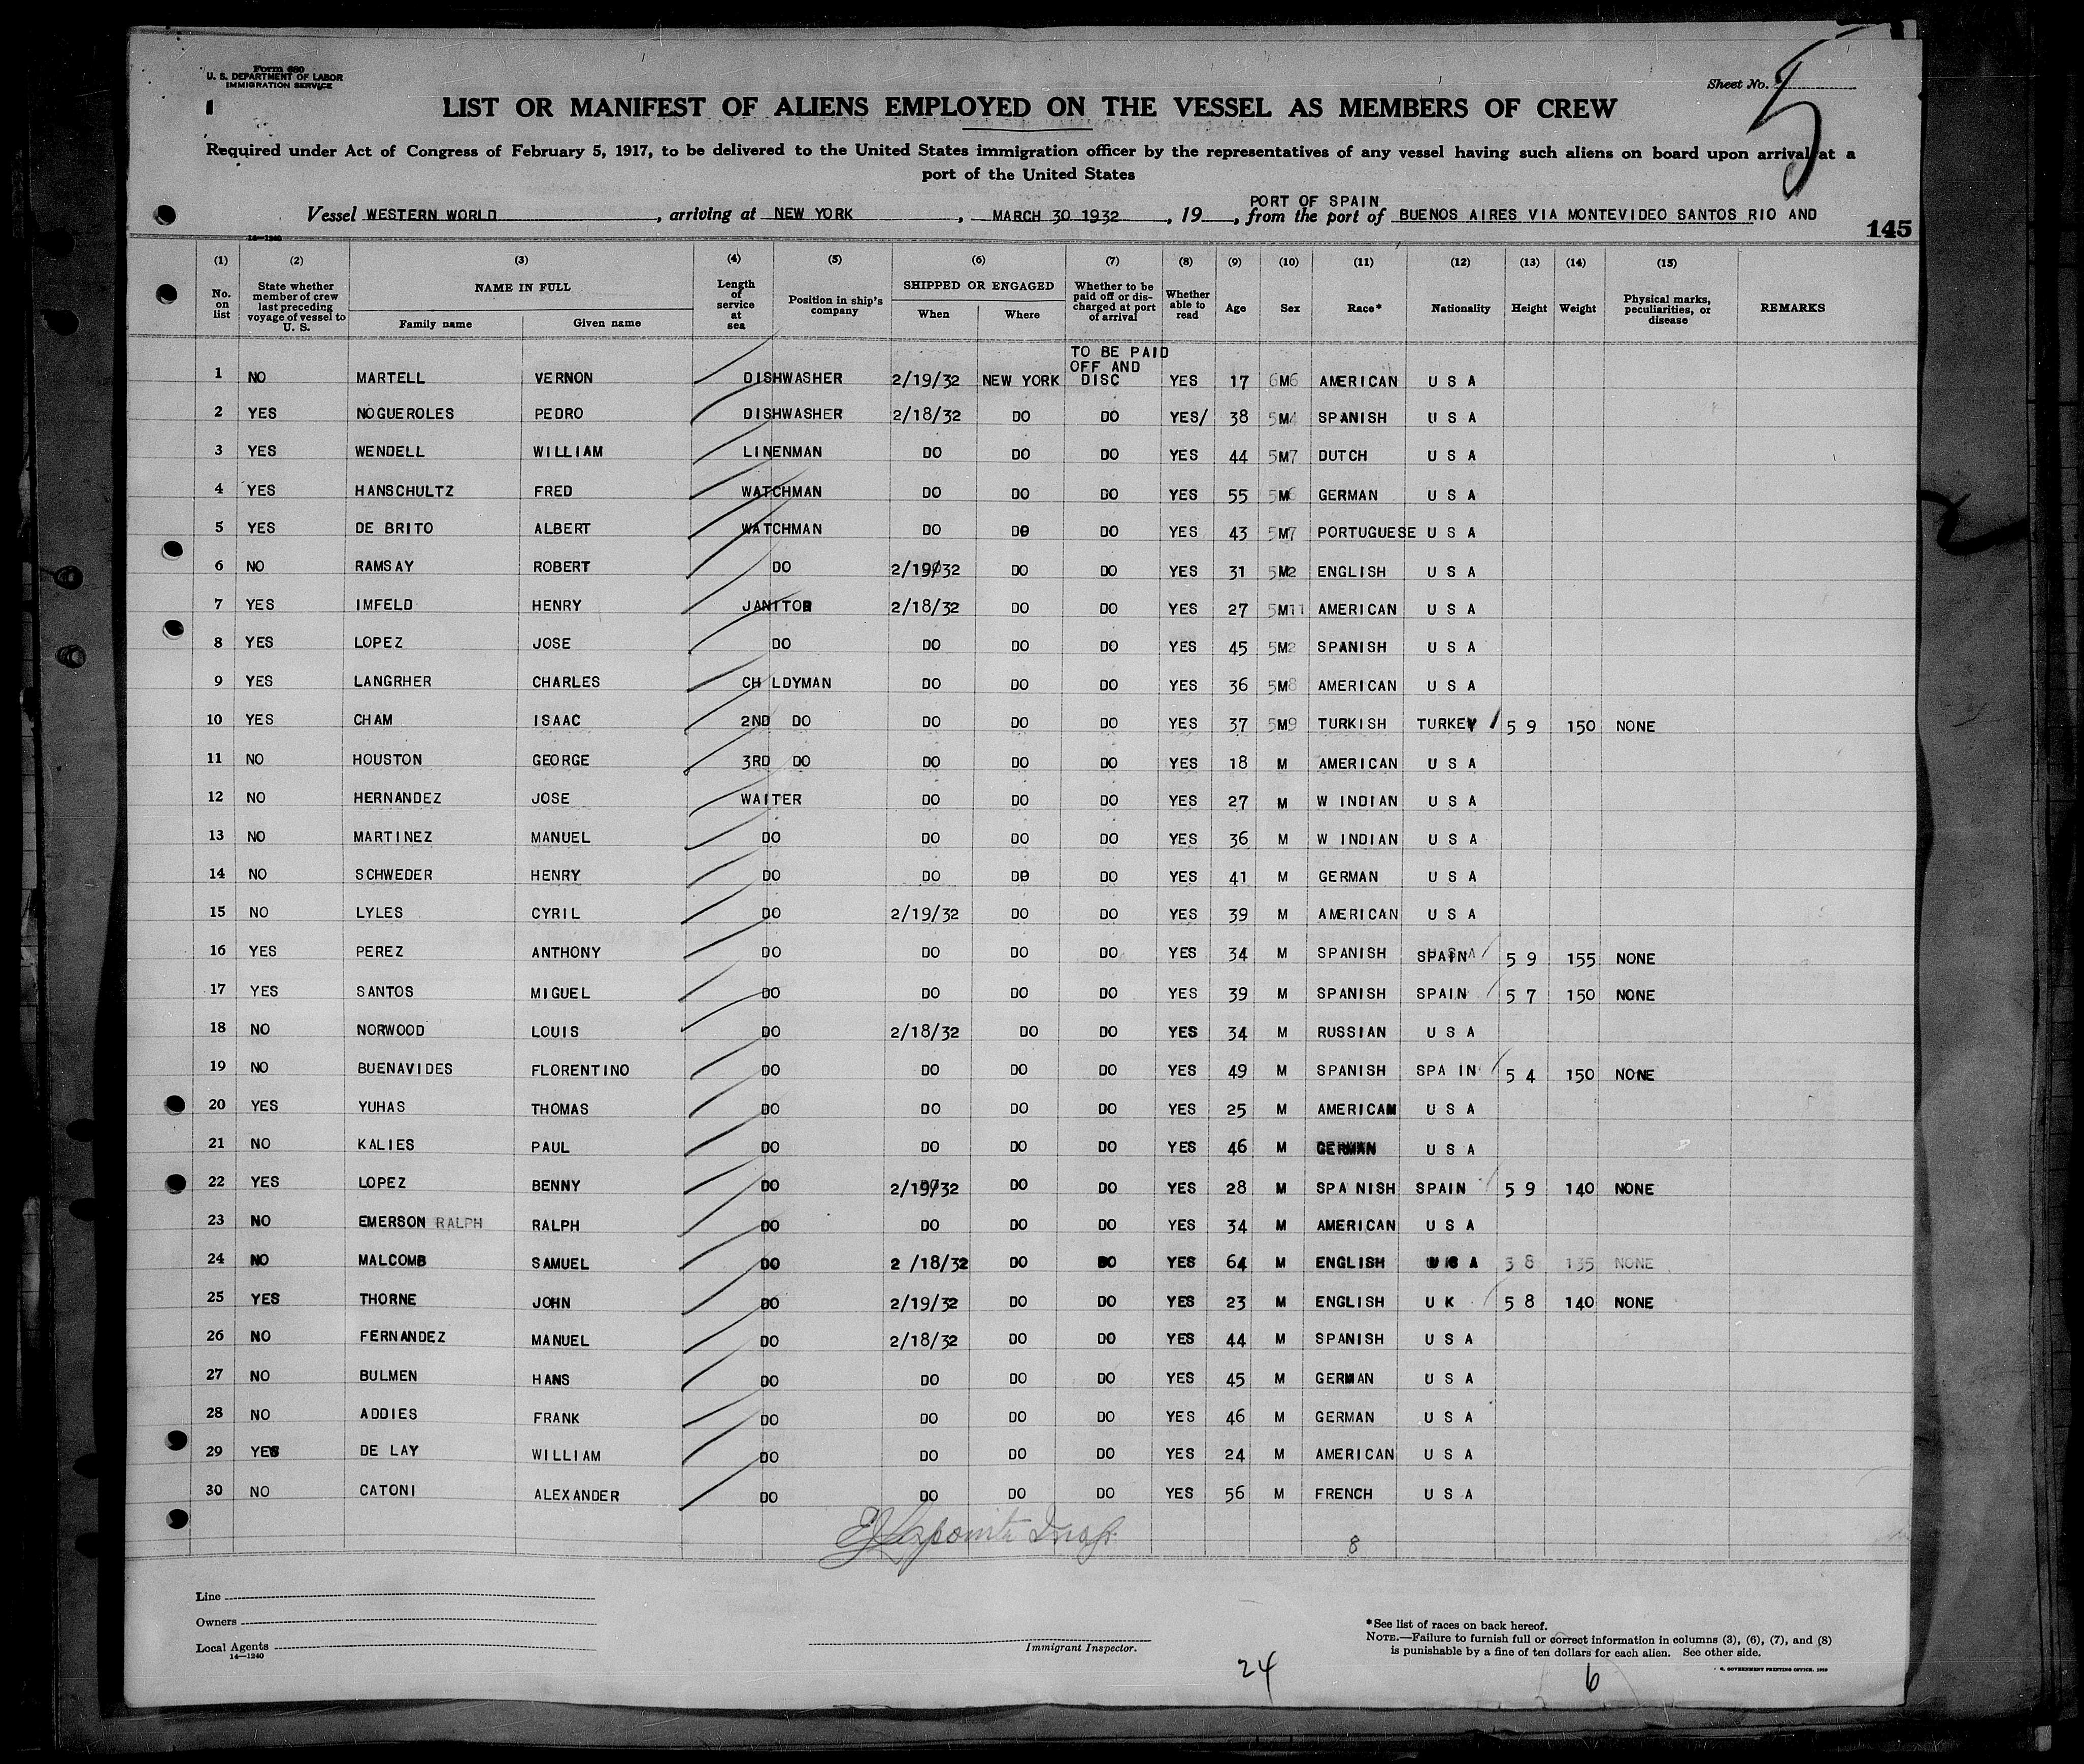 Form 680
U. S. DEPARTMENT OF LABOR
IMMIGRATION SERVICE
Sheet No. 5
LIST OR MANIFEST OF ALIENS EMPLOYED ON THE VESSEL AS MEMBERS OF CREW
Required under Act of Congress of February 5, 1917, to be delivered to the United States immigration officer by the representatives of any vessel having such aliens on board upon arrival at a
port of the United States
PORT OF SPAIN
Vessel WESTERN WORLD, arriving at NEW YORK, MARCH 30 1932, 19, from the port of BUENOS AIRES VIA MONTEVIDEO SANTOS RIO AND
145
14—1240
(1) (2) (3) (4) (5) (6) (7) (8) (9) (10) (11) (12) (13) (14) (15)
No. on list State whether member of crew last preceding voyage of vessel to U. S. NAME IN FULL Family name Given name Length of service at sea Position in ship's company SHIPPED OR ENGAGED When Where Whether to be paid off or discharged at port of arrival Whether able to read Age Sex Race* Nationality Height Weight Physical marks, peculiarities, or disease REMARKS
TO BE PAID
OFF AND
1 NO MARTELL VERNON DISHWASHER 2/19/32 NEW YORK DISC YES 17 6M6 AMERICAN U S A
2 YES NOGUEROLES PEDRO DISHWASHER 2/18/32 DO DO YES/ 38 5M4 SPANISH U S A
3 YES WENDELL WILLIAM LINENMAN DO DO DO YES 44 5M7 DUTCH U S A
4 YES HANSCHULTZ FRED WATCHMAN DO DO DO YES 55 5M6 GERMAN U S A
5 YES DE BRITO ALBERT WATCHMAN DO DO DO YES 43 5M7 PORTUGUESE U S A
6 NO RAMSAY ROBERT DO 2/19/32 DO DO YES 31 5M2 ENGLISH U S A
7 YES IMFELD HENRY JANITOR 2/18/32 DO DO YES 27 5M11 AMERICAN U S A
8 YES LOPEZ JOSE DO DO DO DO YES 45 5M2 SPANISH U S A
9 YES LANGRHER CHARLES CH LDYMAN DO DO DO YES 36 5M8 AMERICAN U S A
10 YES CHAM ISAAC 2ND DO DO DO DO YES 37 5M9 TURKISH TURKEY 5 9 150 NONE
11 NO HOUSTON GEORGE 3RD DO DO DO DO YES 18 M AMERICAN U S A
12 NO HERNANDEZ JOSE WAITER DO DO DO YES 27 M W INDIAN U S A
13 NO MARTINEZ MANUEL DO DO DO DO YES 36 M W INDIAN U S A
14 NO SCHWEDER HENRY DO DO DO DO YES 41 M GERMAN U S A
15 NO LYLES CYRIL DO 2/19/32 DO DO YES 39 M AMERICAN U S A
16 YES PEREZ ANTHONY DO DO DO DO YES 34 M SPANISH SPAIN 5 9 155 NONE
17 YES SANTOS MIGUEL DO DO DO DO YES 39 M SPANISH SPAIN 5 7 150 NONE
18 NO NORWOOD LOUIS DO 2/18/32 DO DO YES 34 M RUSSIAN U S A
19 NO BUENAVIDES FLORENTINO DO DO DO DO YES 49 M SPANISH SPA IN 5 4 150 NONE
20 YES YUHAS THOMAS DO DO DO DO YES 25 M AMERICAN U S A
21 NO KALIES PAUL DO DO DO DO YES 46 M GERMAN U S A
22 YES LOPEZ BENNY DO 2/19/32 DO DO YES 28 M SPA NISH SPAIN 5 9 140 NONE
23 NO EMERSON RALPH RALPH DO DO DO DO YES 34 M AMERICAN U S A
24 NO MALCOMB SAMUEL DO 2 /18/32 DO DO YES 64 M ENGLISH U S A 5 8 135 NONE
25 YES THORNE JOHN DO 2/19/32 DO DO YES 23 M ENGLISH U K 5 8 140 NONE
26 NO FERNANDEZ MANUEL DO 2/18/32 DO DO YES 44 M SPANISH U S A
27 NO BULMEN HANS DO DO DO DO YES 45 M GERMAN U S A
28 NO ADDIES FRANK DO DO DO DO YES 46 M GERMAN U S A
29 YES DE LAY WILLIAM DO DO DO DO YES 24 M AMERICAN U S A
30 NO CATONI ALEXANDER DO DO DO DO YES 56 M FRENCH U S A
8
Line
Owners
Local Agents
14—1240
Immigrant Inspector.
*See list of races on back hereof.
NOTE.—Failure to furnish full or correct information in columns (3), (6), (7), and (8)
is punishable by a fine of ten dollars for each alien. See other side.
24
6